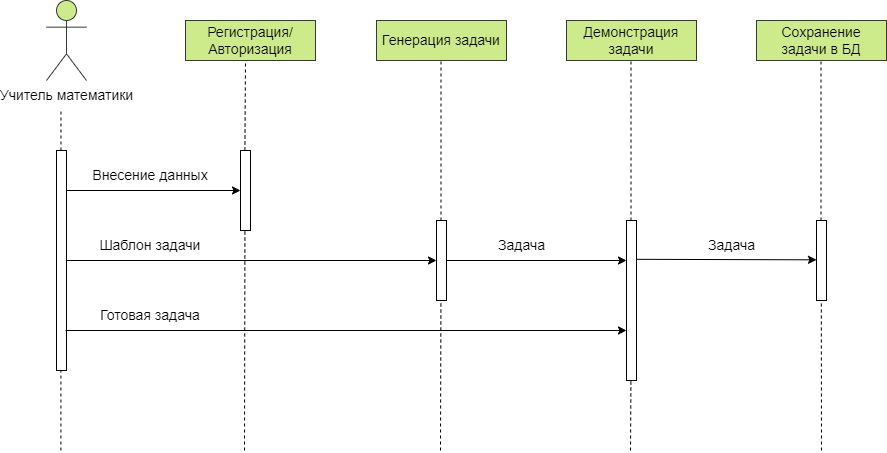 Учитель математики
Регистрация/
Авторизация
Генерация задачи
Демонстрация
задачи
Сохранение
задачи в БД
Внесение данных
Шаблон задачи
Задача
Задача
Готовая задача